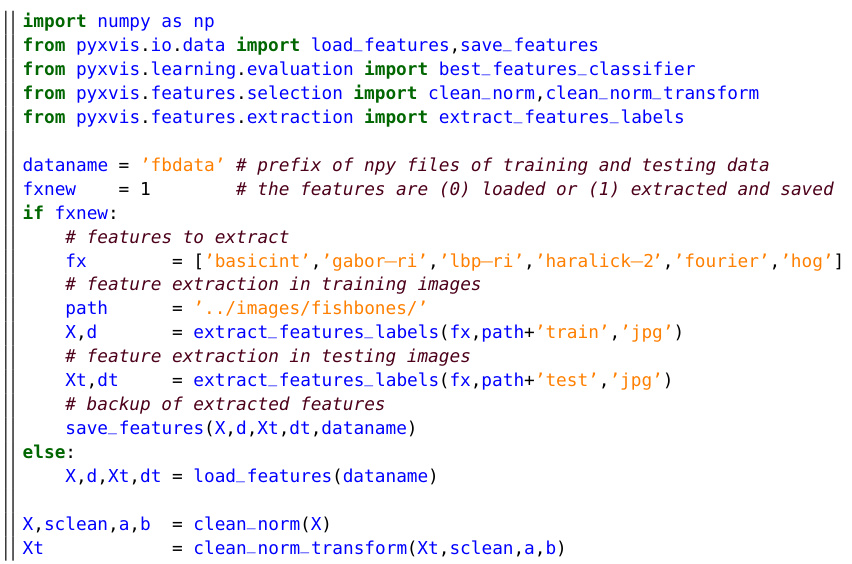 import numpy as np
from pyxvis.io.data import load_features,save_features
from pyxvis.learning.evaluation import best_features_classifier
from pyxvis.features.selection import clean_norm,clean_norm_transform
from pyxvis.features.extraction import extract_features_labels

dataname = ’fbdata’ # prefix of npy files of training and testing data
fxnew    = 1        # the features are (0) loaded or (1) extracted and saved
if fxnew:
    # features to extract
    fx        = [’basicint’,’gabor–ri’,’lbp–ri’,’haralick–2’,’fourier’,’hog’]
    # feature extraction in training images
    path      = ’../images/fishbones/’
    X,d       = extract_features_labels(fx,path+’train’,’jpg’)
    # feature extraction in testing images
    Xt,dt     = extract_features_labels(fx,path+’test’,’jpg’)
    # backup of extracted features
    save_features(X,d,Xt,dt,dataname)
else:
    X,d,Xt,dt = load_features(dataname)

X,sclean,a,b  = clean_norm(X)
Xt            = clean_norm_transform(Xt,sclean,a,b)